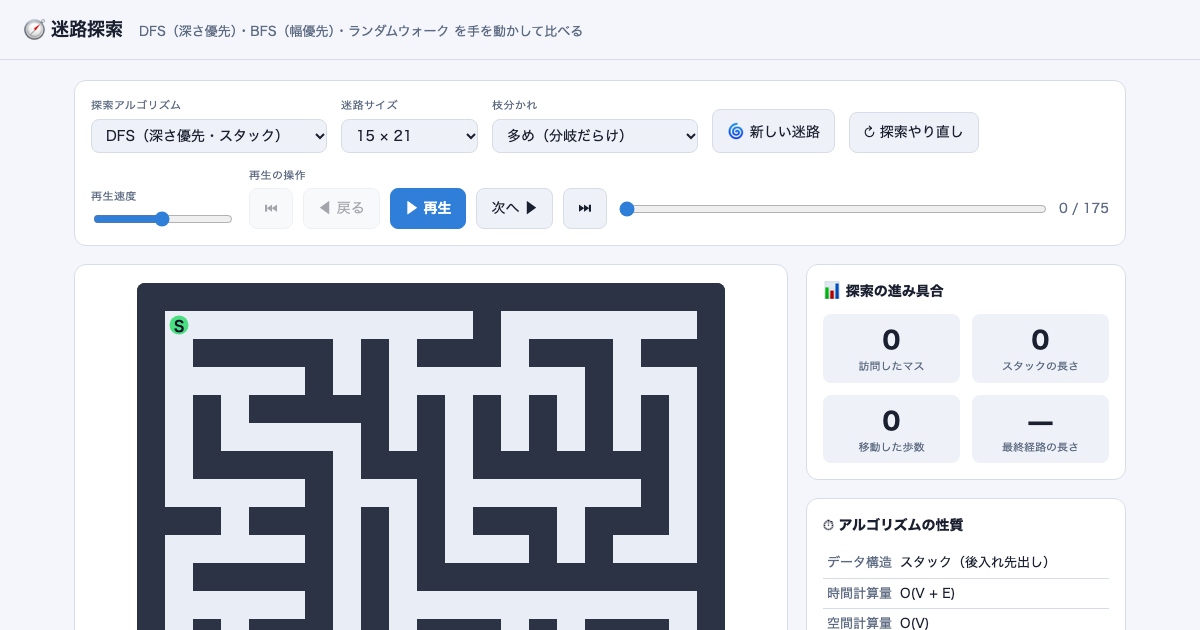 🧭 迷路探索 DFS（深さ優先）・BFS（幅優先）・ランダムウォーク を手を動かして比べる
探索アルゴリズム 迷路サイズ 枝分かれ
DFS（深さ優先・スタック） 15 × 21 多め（分岐だらけ） 🌀 新しい迷路 ↻ 探索やり直し
再生速度 再生の操作
⏮ ◀ 戻る ▶ 再生 次へ ▶ ⏭ 0 / 175
S
📊 探索の進み具合
0 0
訪問したマス スタックの長さ
0 —
移動した歩数 最終経路の長さ
⏱ アルゴリズムの性質
データ構造 スタック（後入れ先出し）
時間計算量 O(V + E)
空間計算量 O(V)